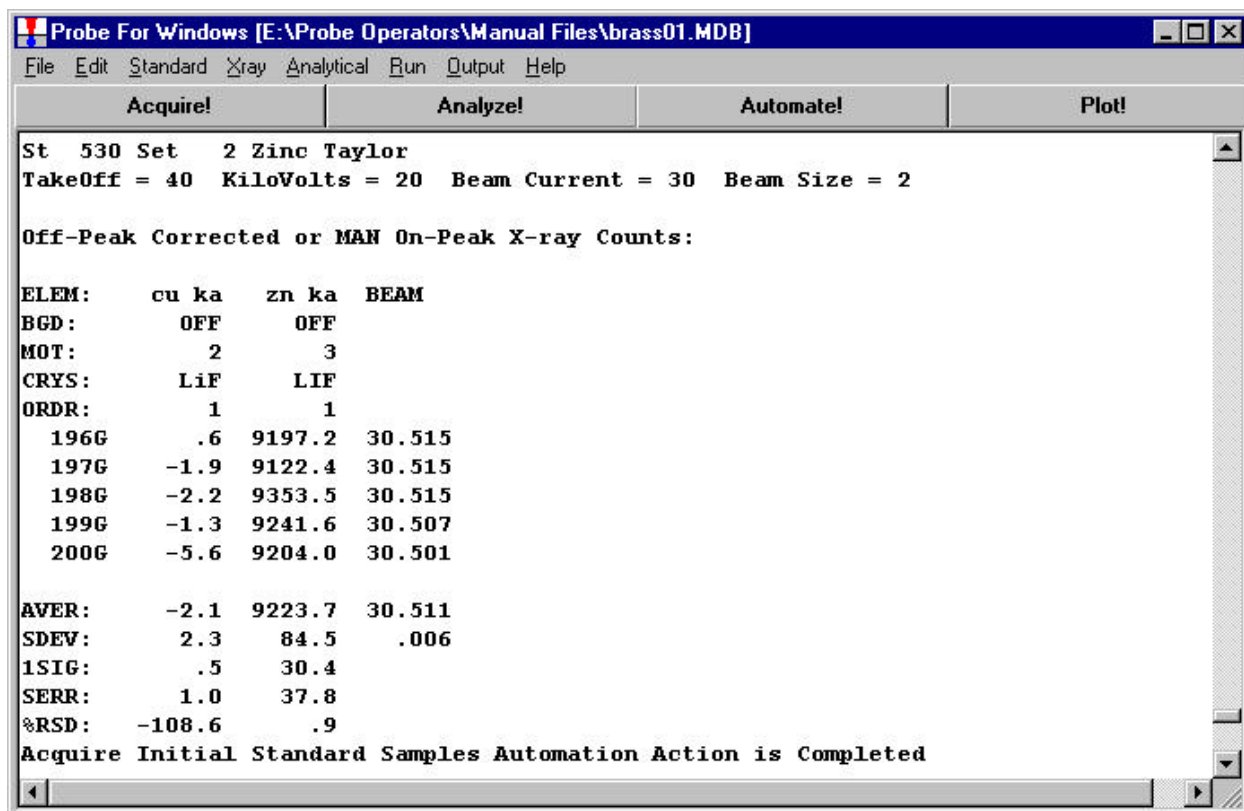 Probe For Windows [E:\Probe Operators\Manual Files\brass01.MDB]
File Edit Standard Xray Analytical Run Output Help
Acquire! Analyze! Automate! Plot!
St 530 Set 2 Zinc Taylor
TakeOff = 40 KiloVolts = 20 Beam Current = 30 Beam Size = 2
Off-Peak Corrected or MAN On-Peak X-ray Counts:
ELEM: cu ka zn ka BEAM
BGD: OFF OFF
MOT: 2 3
CRYS: LiF LIF
ORDR: 1 1
196G .6 9197.2 30.515
197G -1.9 9122.4 30.515
198G -2.2 9353.5 30.515
199G -1.3 9241.6 30.507
200G -5.6 9204.0 30.501
AVER: -2.1 9223.7 30.511
SDEV: 2.3 84.5 .006
1SIG: .5 30.4
SERR: 1.0 37.8
%RSD: -108.6 .9
Acquire Initial Standard Samples Automation Action is Completed